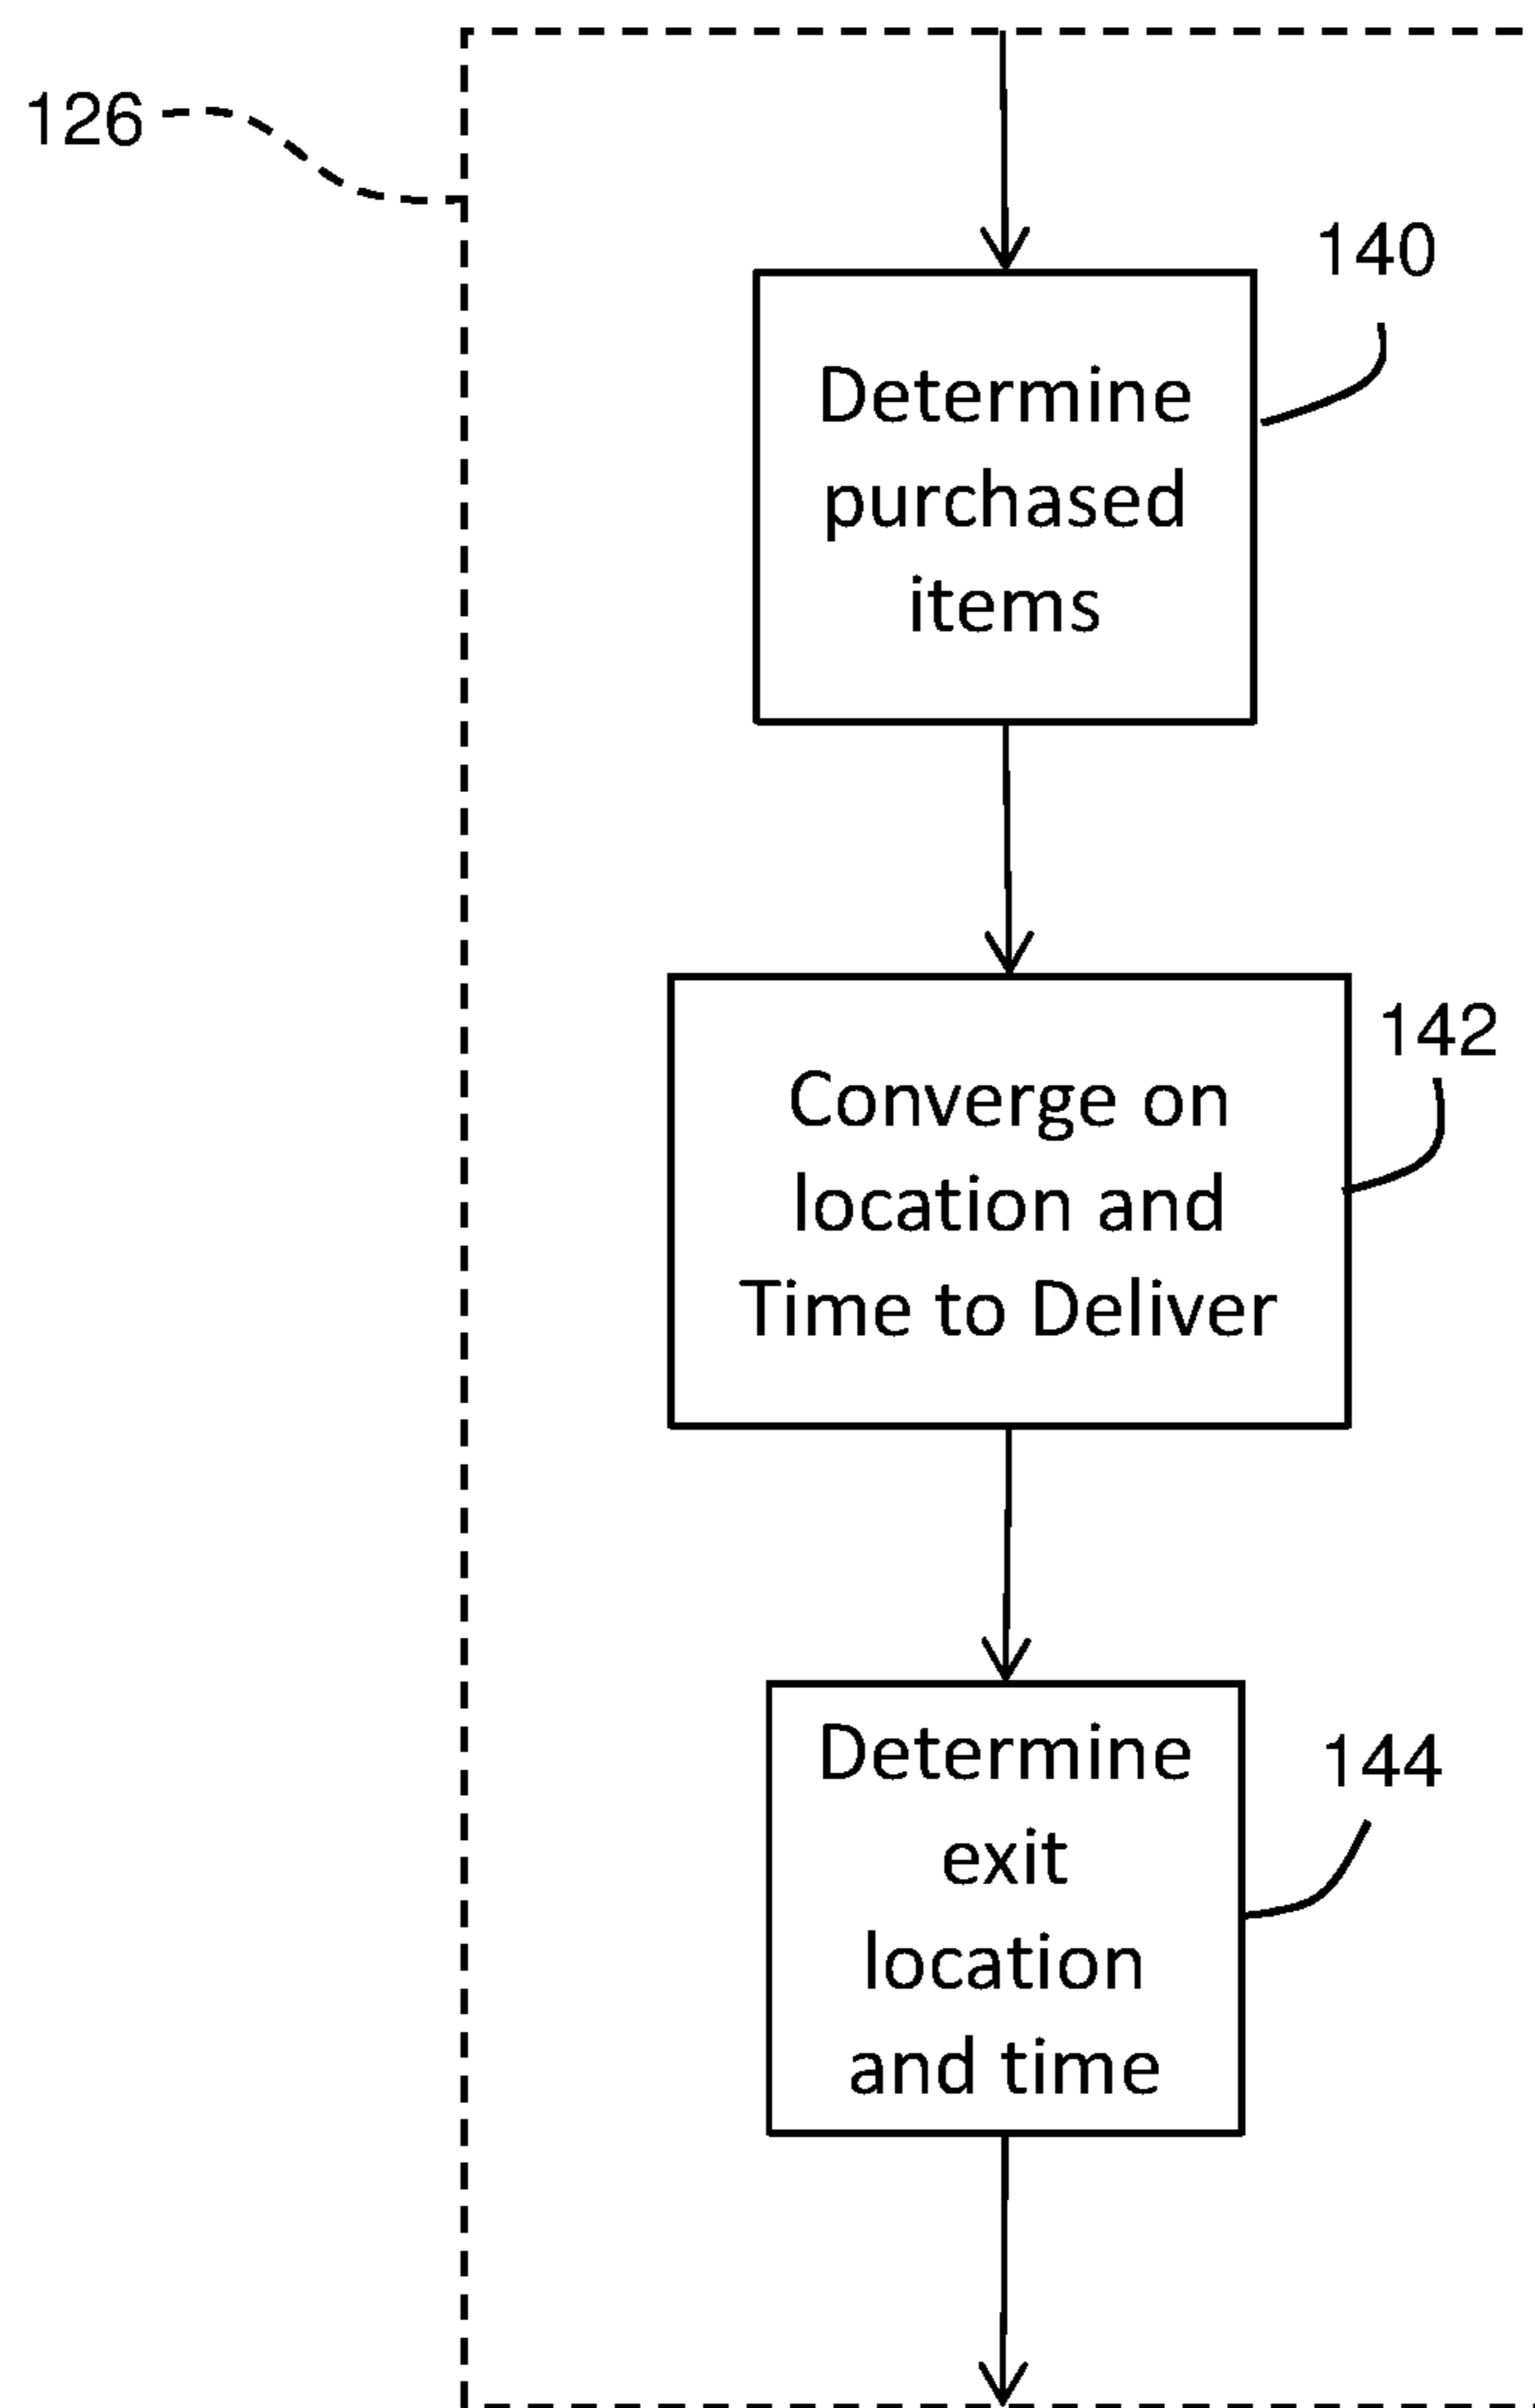 126
140
Determine
purchased
items
142
Converge on
location and
Time to Deliver
144
Determine
exit
location
and time